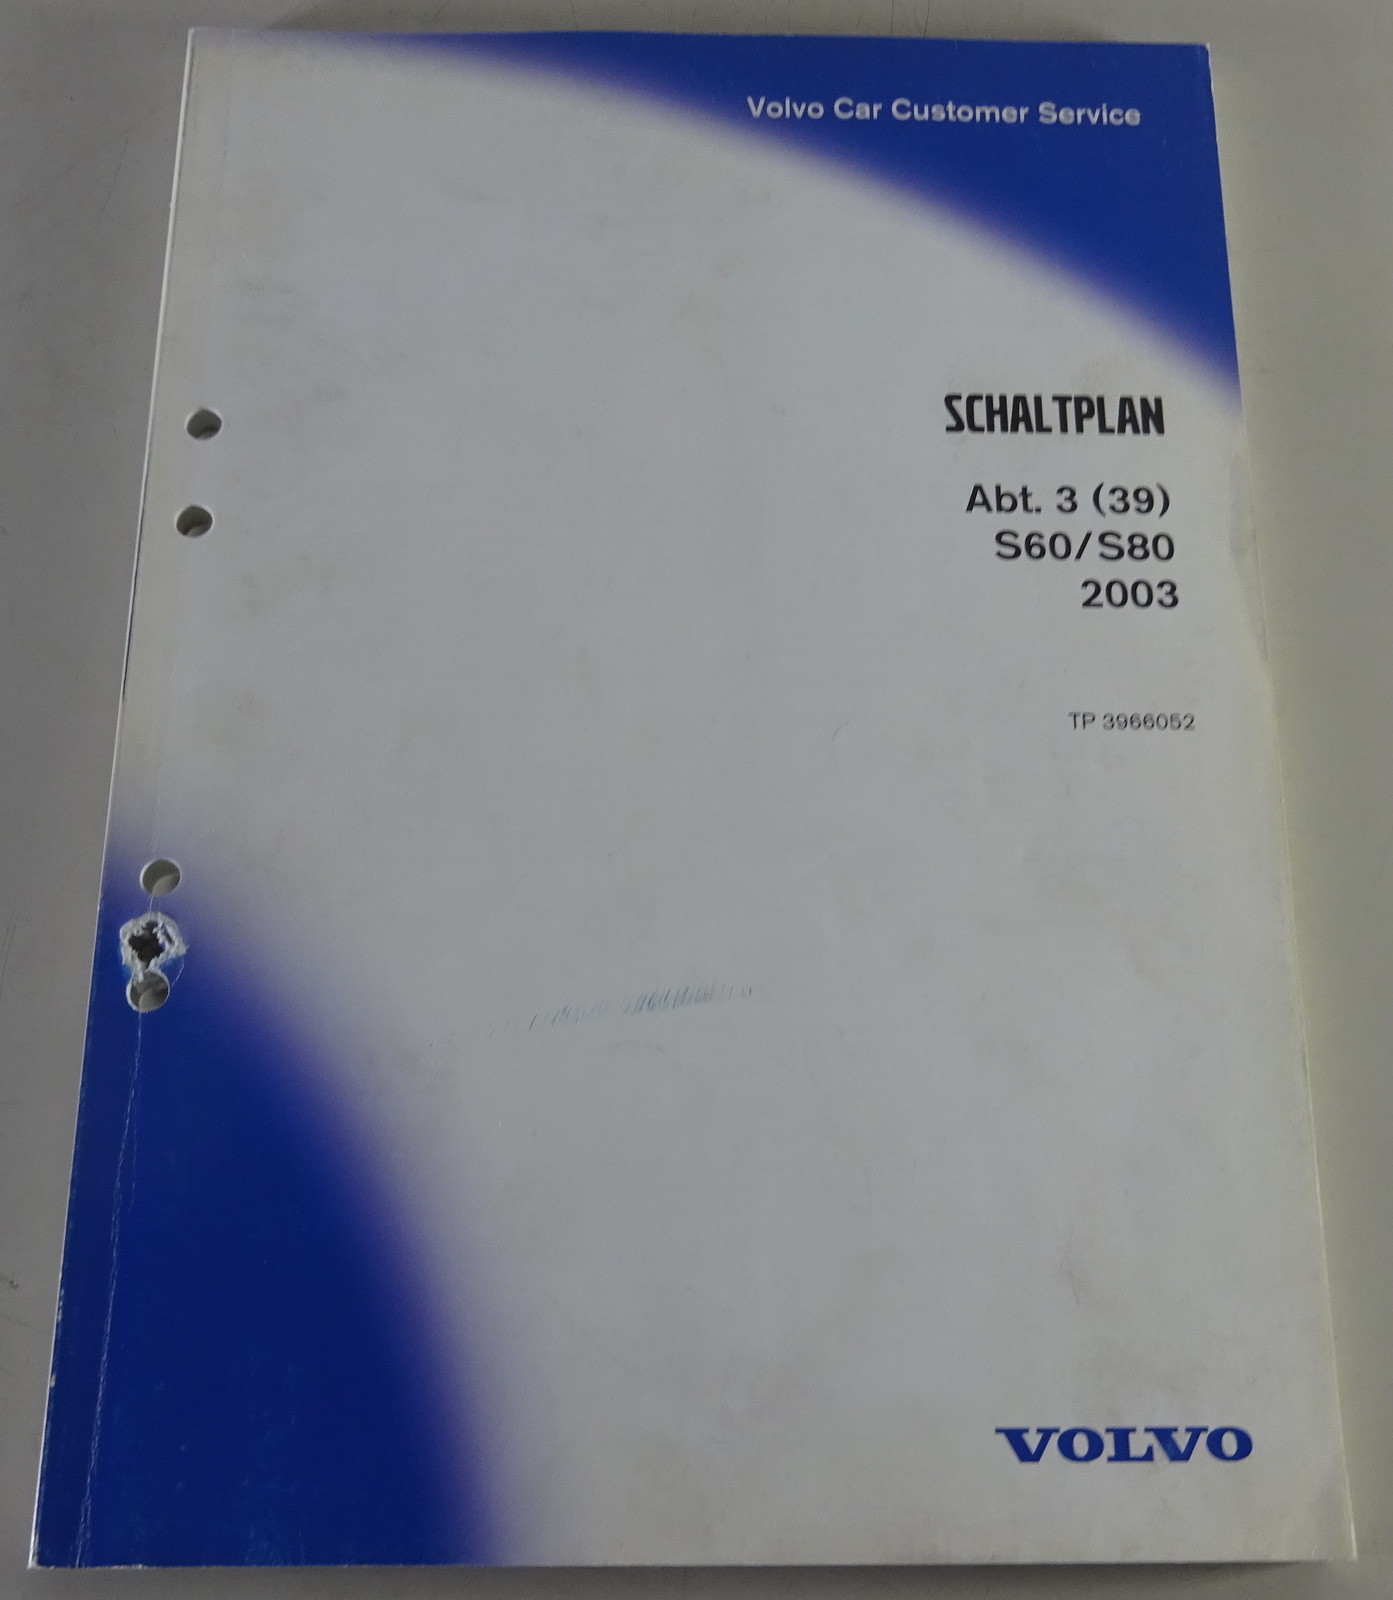 Volvo Car Customer Service
SCHALTPLAN
Abt. 3 (39)
S60/S80
2003
TP 3966052
VOLVO